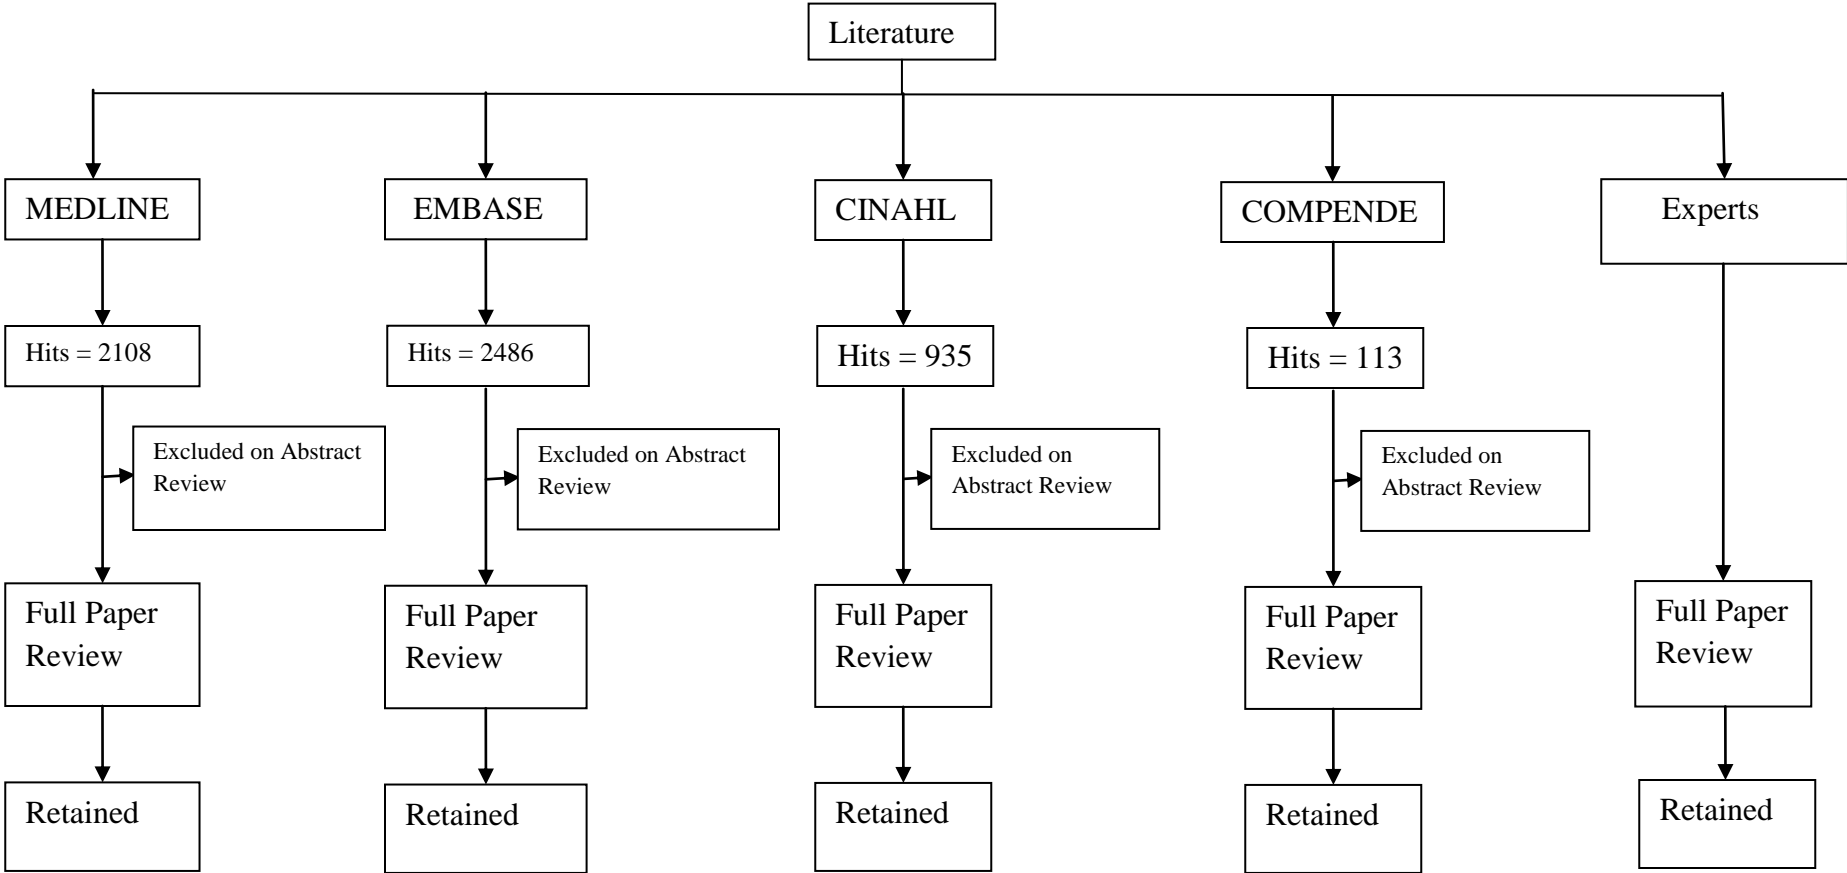 Literature
MEDLINE
EMBASE
CINAHL
COMPENDE
Experts
Hits = 2108
Hits = 2486
Hits = 935
Hits = 113
Excluded on Abstract
Review
Excluded on Abstract
Review
Excluded on
Abstract Review
Excluded on
Abstract Review
Full Paper
Review
Full Paper
Review
Full Paper
Review
Full Paper
Review
Full Paper
Review
Retained
Retained
Retained
Retained
Retained